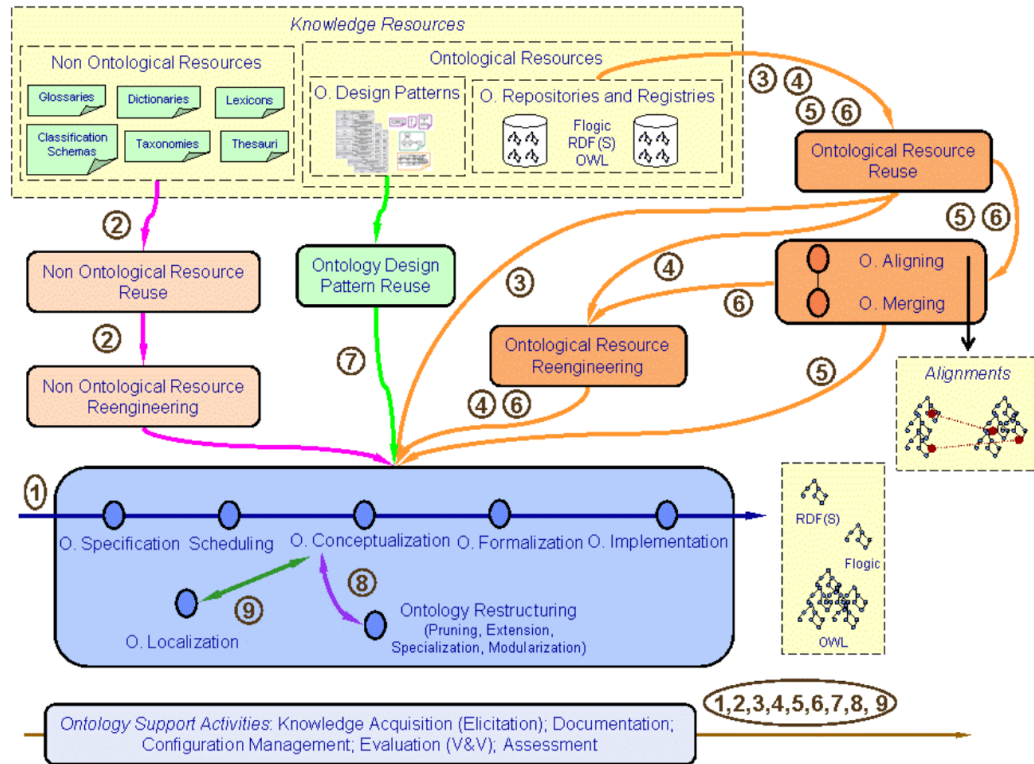 Knowledge Resources
Non Ontological Resources
Glossaries
Dictionaries
Lexicons
Classification
Schemas
Taxonomies
Thesauri
Ontological Resources
O. Design Patterns
O. Repositories and Registries
Flogic
RDF(S)
OWL
3 4
5 6
Ontological Resource
Reuse
5 6
2
Non Ontological Resource
Reuse
2
Non Ontological Resource
Reengineering
Ontology Design
Pattern Reuse
7
3
4
O. Aligning
O. Merging
6
Ontological Resource
Reengineering
4 6
5
Alignments
1
O. Specification
Scheduling
O. Conceptualization
O. Formalization
O. Implementation
9
8
O. Localization
Ontology Restructuring
(Pruning, Extension,
Specialization, Modularization)
RDF(S)
Flogic
OWL
1,2,3,4,5,6,7,8, 9
Ontology Support Activities: Knowledge Acquisition (Elicitation); Documentation;
Configuration Management; Evaluation (V&V); Assessment